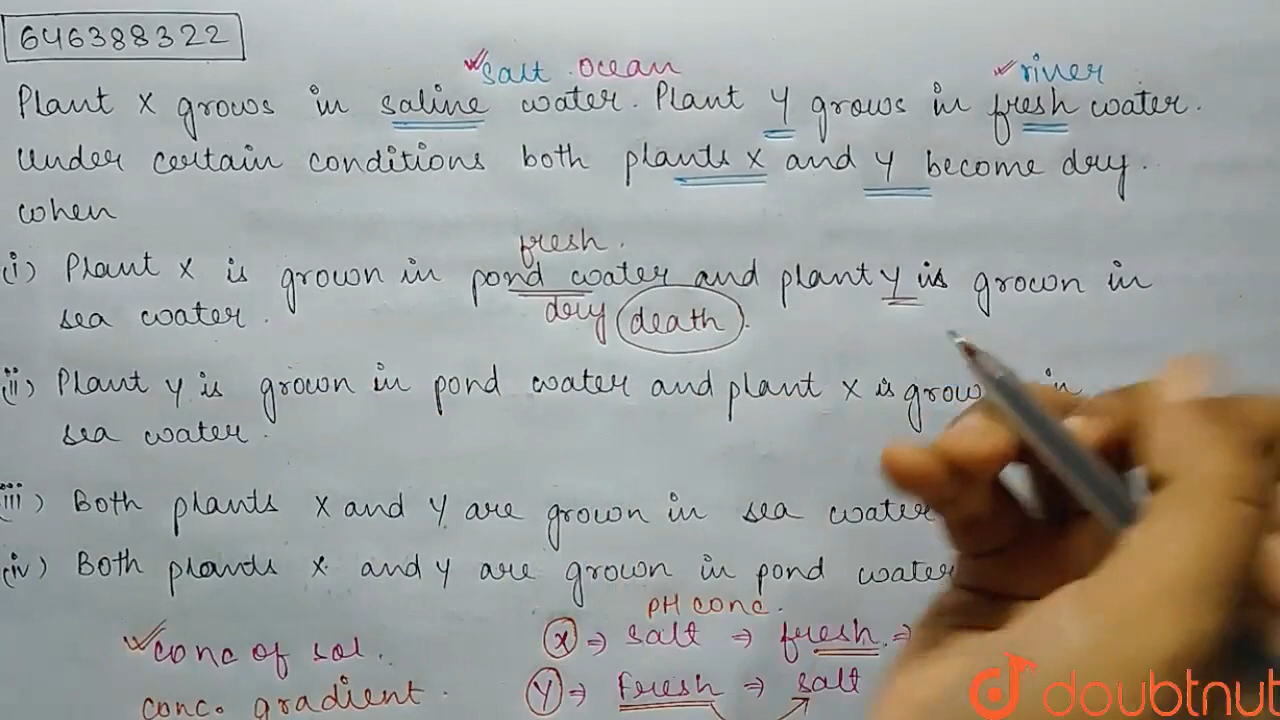 646388322
salt ocean river
Plant X grows in saline water. Plant Y grows in fresh water.
Under certain conditions both plants X and Y become dry.
when
fresh.
(i) Plant X is grown in pond water and plant Y is grown in
sea water. dry death.
(ii) Plant Y is grown in pond water and plant X is grow in
sea water.
(iii) Both plants X and Y are grown in sea water
(iv) Both plands X and Y are grown in pond water
PH conc.
conc of sol. X ⇒ salt ⇒ fresh. ⇒
conc. gradient. Y ⇒ Fresh ⇒ salt
doubtnut